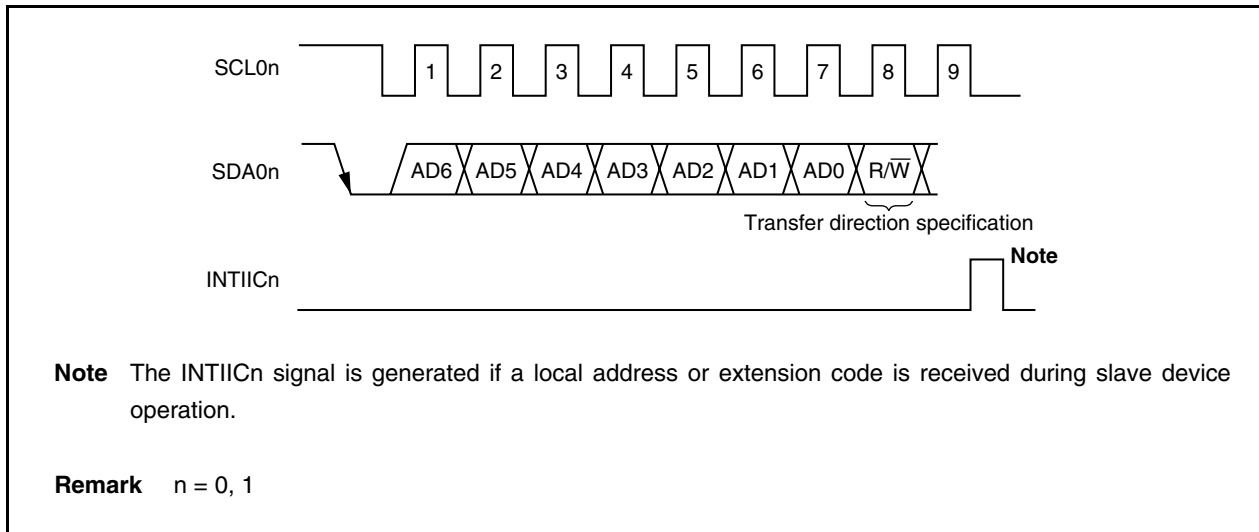 SCL0n 1 2 3 4 5 6 7 8 9
SDA0n AD6 AD5 AD4 AD3 AD2 AD1 AD0 R/W̅
Transfer direction specification
Note
INTIICn
Note The INTIICn signal is generated if a local address or extension code is received during slave device
operation.
Remark n = 0, 1